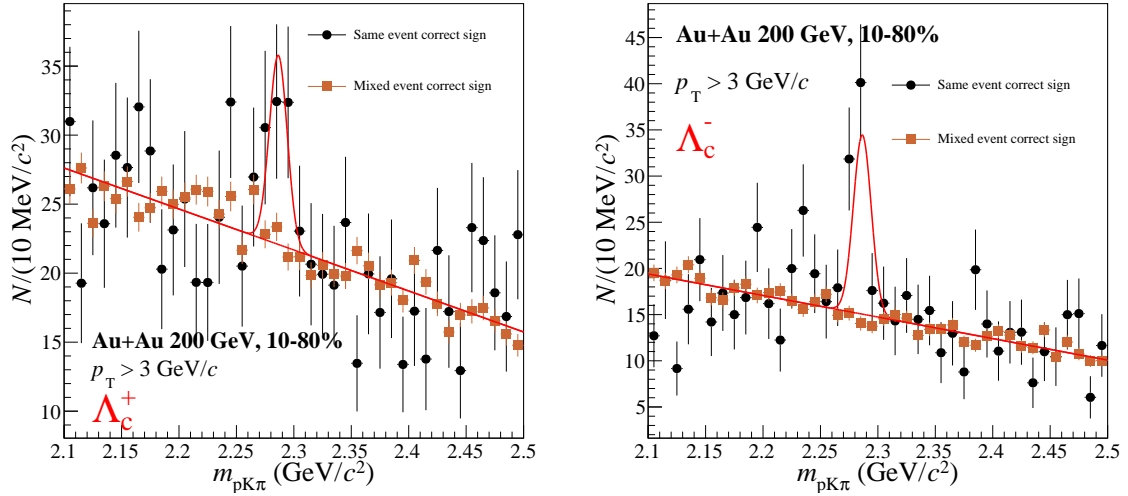 N/(10 MeV/c²)
35
30
25
20
15
10
Same event correct sign
Mixed event correct sign
Au+Au 200 GeV, 10-80%
p_T > 3 GeV/c
Λ_c^+
2.1 2.15 2.2 2.25 2.3 2.35 2.4 2.45 2.5
m_pKπ (GeV/c²)
N/(10 MeV/c²)
45
40
35
30
25
20
15
10
5
Au+Au 200 GeV, 10-80%
p_T > 3 GeV/c
Same event correct sign
Λ_c^-
Mixed event correct sign
2.1 2.15 2.2 2.25 2.3 2.35 2.4 2.45 2.5
m_pKπ (GeV/c²)